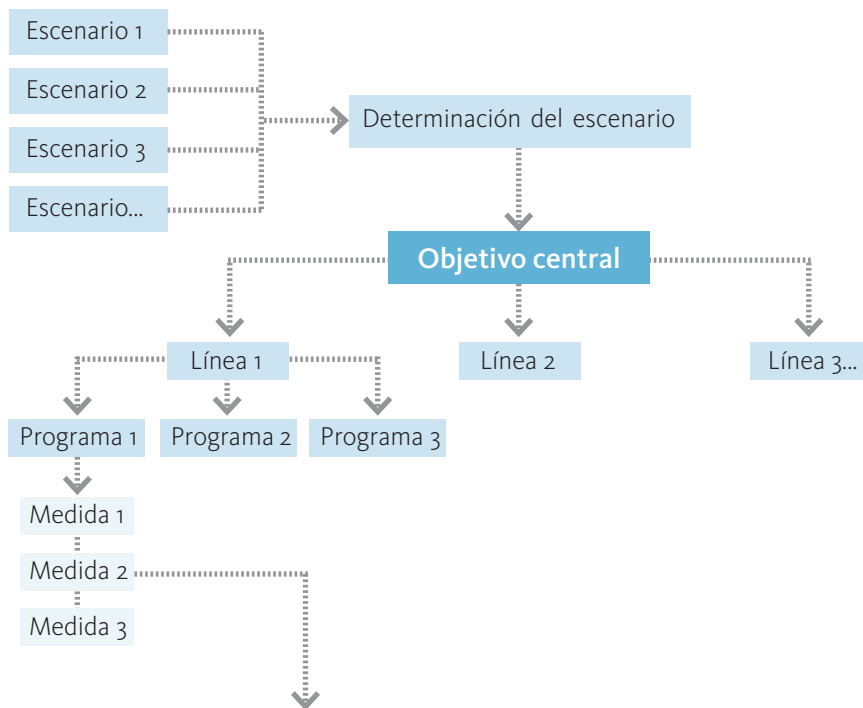 Escenario 1
Escenario 2
Escenario 3
Escenario...
Determinación del escenario
Objetivo central
Línea 1
Línea 2
Línea 3...
Programa 1
Programa 2
Programa 3
Medida 1
Medida 2
Medida 3